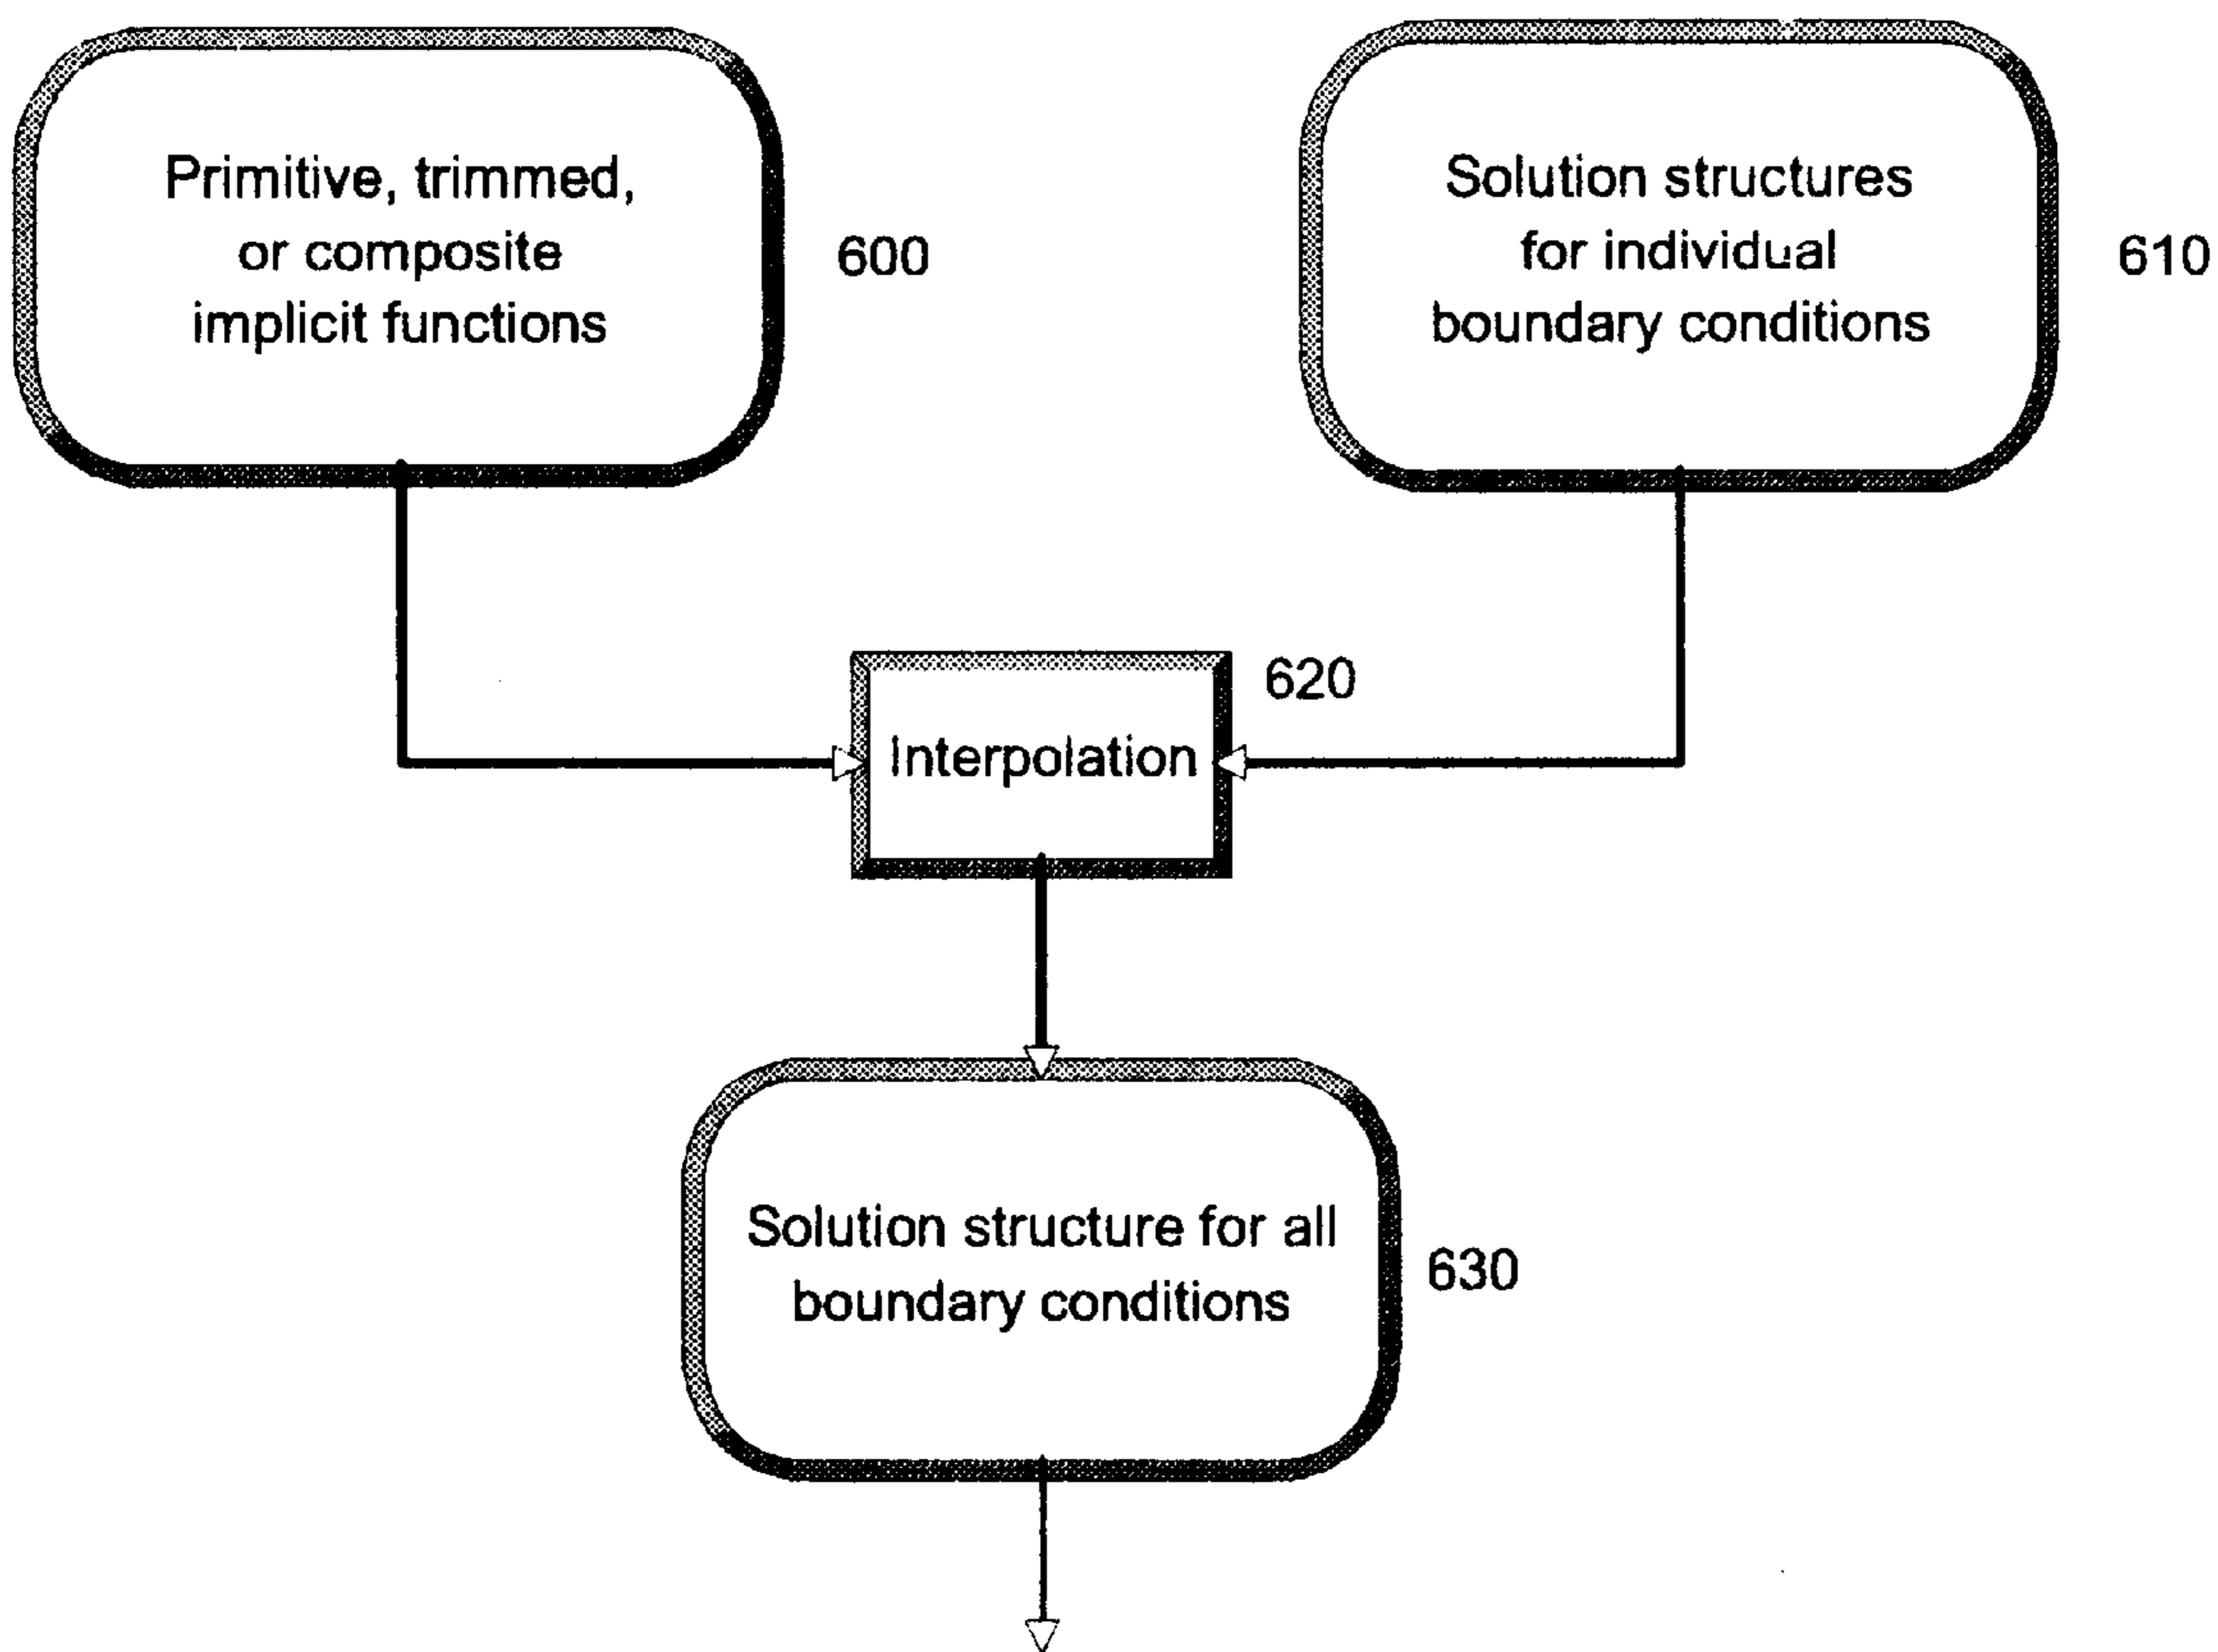 Primitive, trimmed,
or composite
implicit functions
600
Solution structures
for individual
boundary conditions
610
620
Interpolation
Solution structure for all
boundary conditions
630